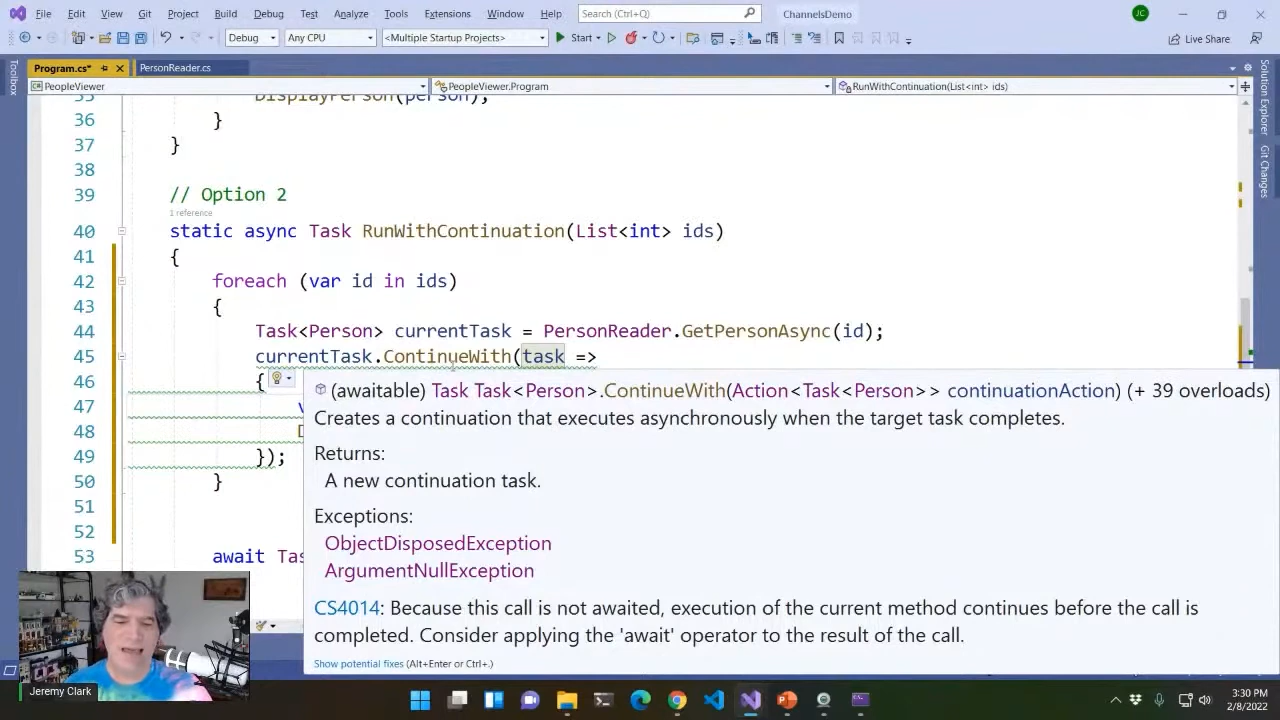 File Edit View Git Project Build Debug Test Analyze Tools Extensions Window Help Search (Ctrl+Q) ChannelsDemo JC
Debug Any CPU <Multiple Startup Projects> Start Live Share
Toolbox
Program.cs* PersonReader.cs
PeopleViewer PeopleViewer.Program RunWithContinuation(List<int> ids)
Solution Explorer
Git Changes
35 DisplayPerson(person);
36 }
37 }
38
39 // Option 2
1 reference
40 static async Task RunWithContinuation(List<int> ids)
41 {
42 foreach (var id in ids)
43 {
44 Task<Person> currentTask = PersonReader.GetPersonAsync(id);
45 currentTask.ContinueWith(task =>
46 {
47
48
49 });
50 }
51
52
53 await Tas
(awaitable) Task Task<Person>.ContinueWith(Action<Task<Person>> continuationAction) (+ 39 overloads)
Creates a continuation that executes asynchronously when the target task completes.
Returns:
A new continuation task.
Exceptions:
ObjectDisposedException
ArgumentNullException
CS4014: Because this call is not awaited, execution of the current method continues before the call is
completed. Consider applying the 'await' operator to the result of the call.
Show potential fixes (Alt+Enter or Ctrl+.)
Jeremy Clark
3:30 PM
2/8/2022